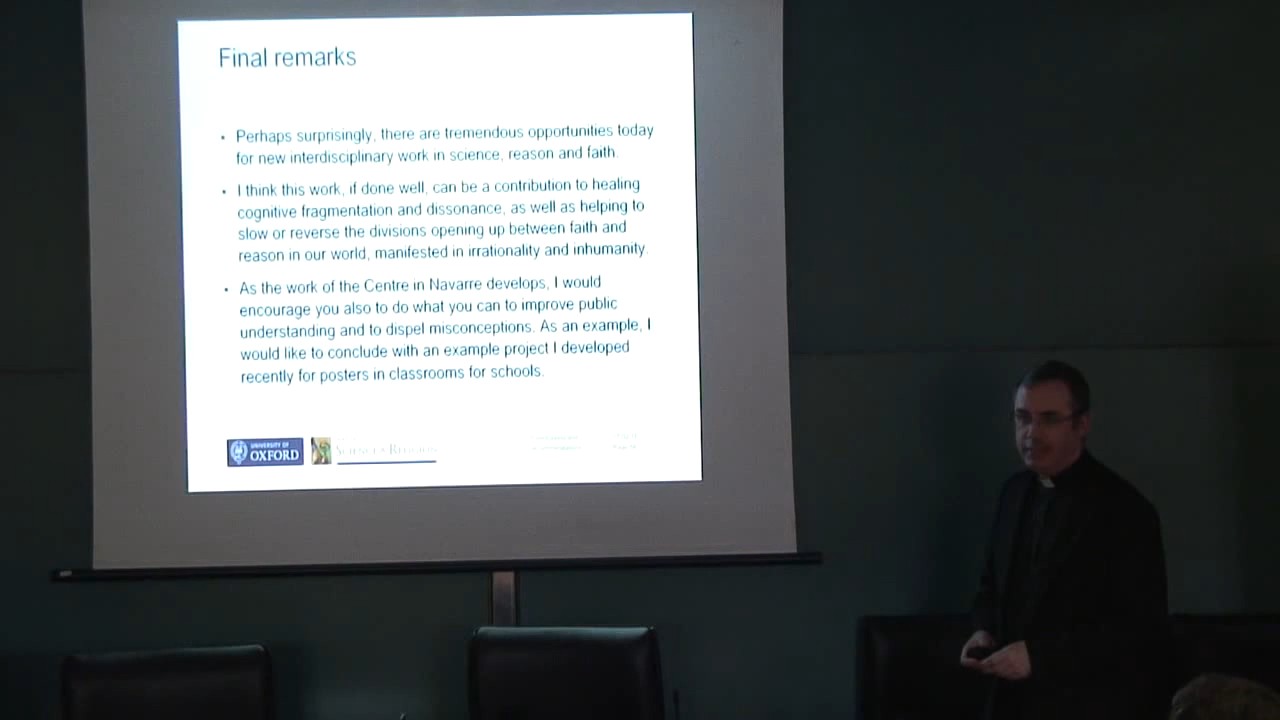 Final remarks
• Perhaps surprisingly, there are tremendous opportunities today
for new interdisciplinary work in science, reason and faith.
• I think this work, if done well, can be a contribution to healing
cognitive fragmentation and dissonance, as well as helping to
slow or reverse the divisions opening up between faith and
reason in our world, manifested in irrationality and inhumanity.
• As the work of the Centre in Navarre develops, I would
encourage you also to do what you can to improve public
understanding and to dispel misconceptions. As an example, I
would like to conclude with an example project I developed
recently for posters in classrooms for schools.
UNIVERSITY OF
OXFORD